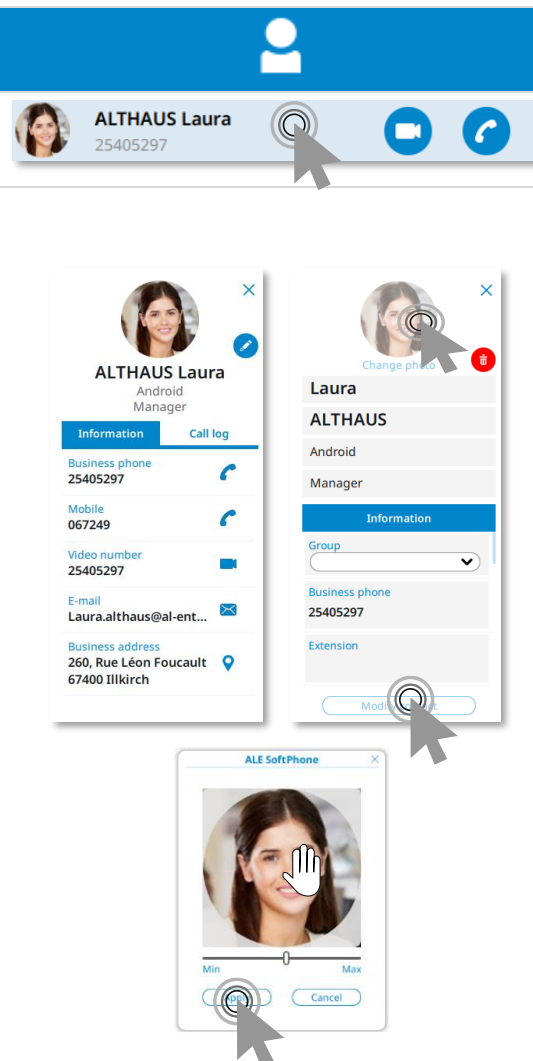 ALTHAUS Laura
25405297
ALTHAUS Laura
Android
Manager
Information
Call log
Business phone
25405297
Mobile
067249
Video number
25405297
E-mail
Laura.althaus@al-ent...
Business address
260, Rue Léon Foucault
67400 Illkirch
Change photo
Laura
ALTHAUS
Android
Manager
Information
Group
Business phone
25405297
Extension
ALE SoftPhone
Min
Max
Cancel